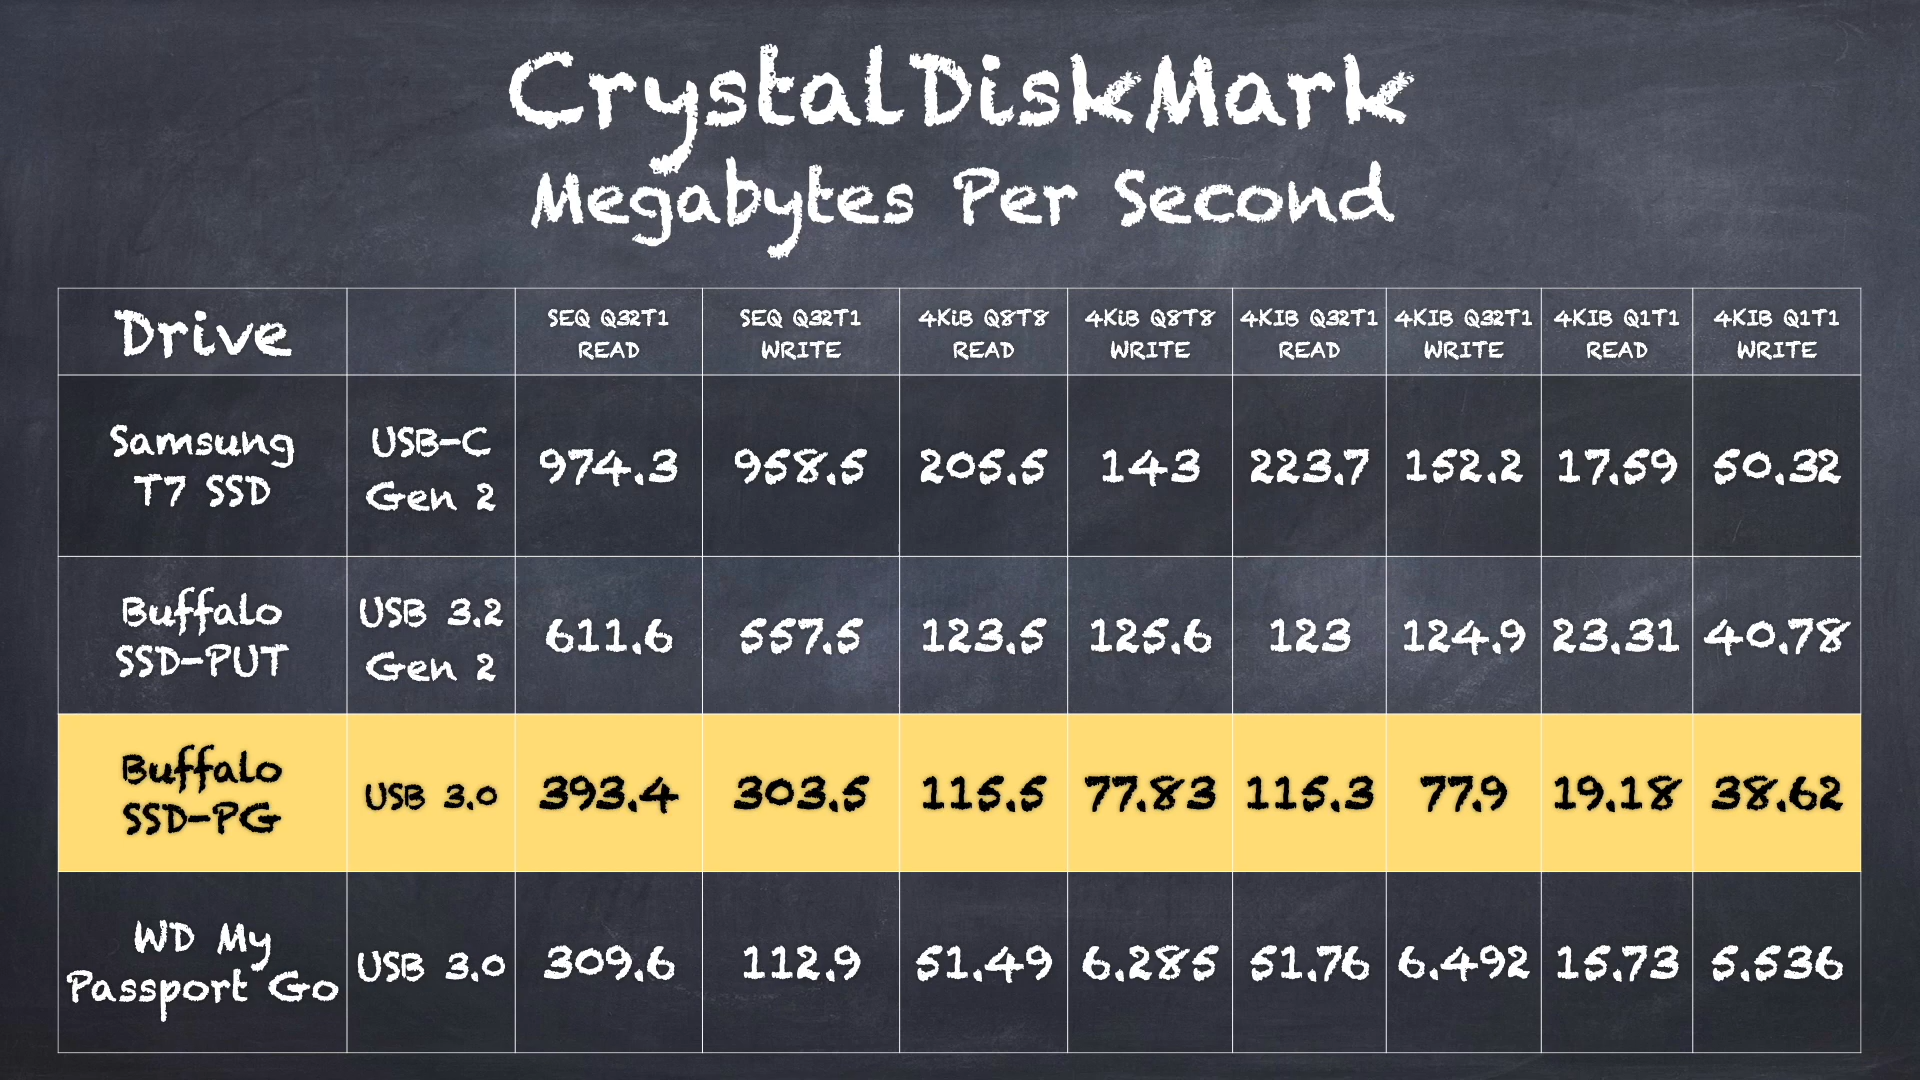 CrystalDiskMark
Megabytes Per Second
Drive SEQ Q32T1 READ SEQ Q32T1 WRITE 4KiB Q8T8 READ 4KiB Q8T8 WRITE 4KIB Q32T1 READ 4KIB Q32T1 WRITE 4KIB Q1T1 READ 4KIB Q1T1 WRITE
Samsung T7 SSD USB-C Gen 2 974.3 958.5 205.5 143 223.7 152.2 17.59 50.32
Buffalo SSD-PUT USB 3.2 Gen 2 611.6 557.5 123.5 125.6 123 124.9 23.31 40.78
Buffalo SSD-PG USB 3.0 393.4 303.5 115.5 77.83 115.3 77.9 19.18 38.62
WD My Passport Go USB 3.0 309.6 112.9 51.49 6.285 51.76 6.492 15.73 5.536